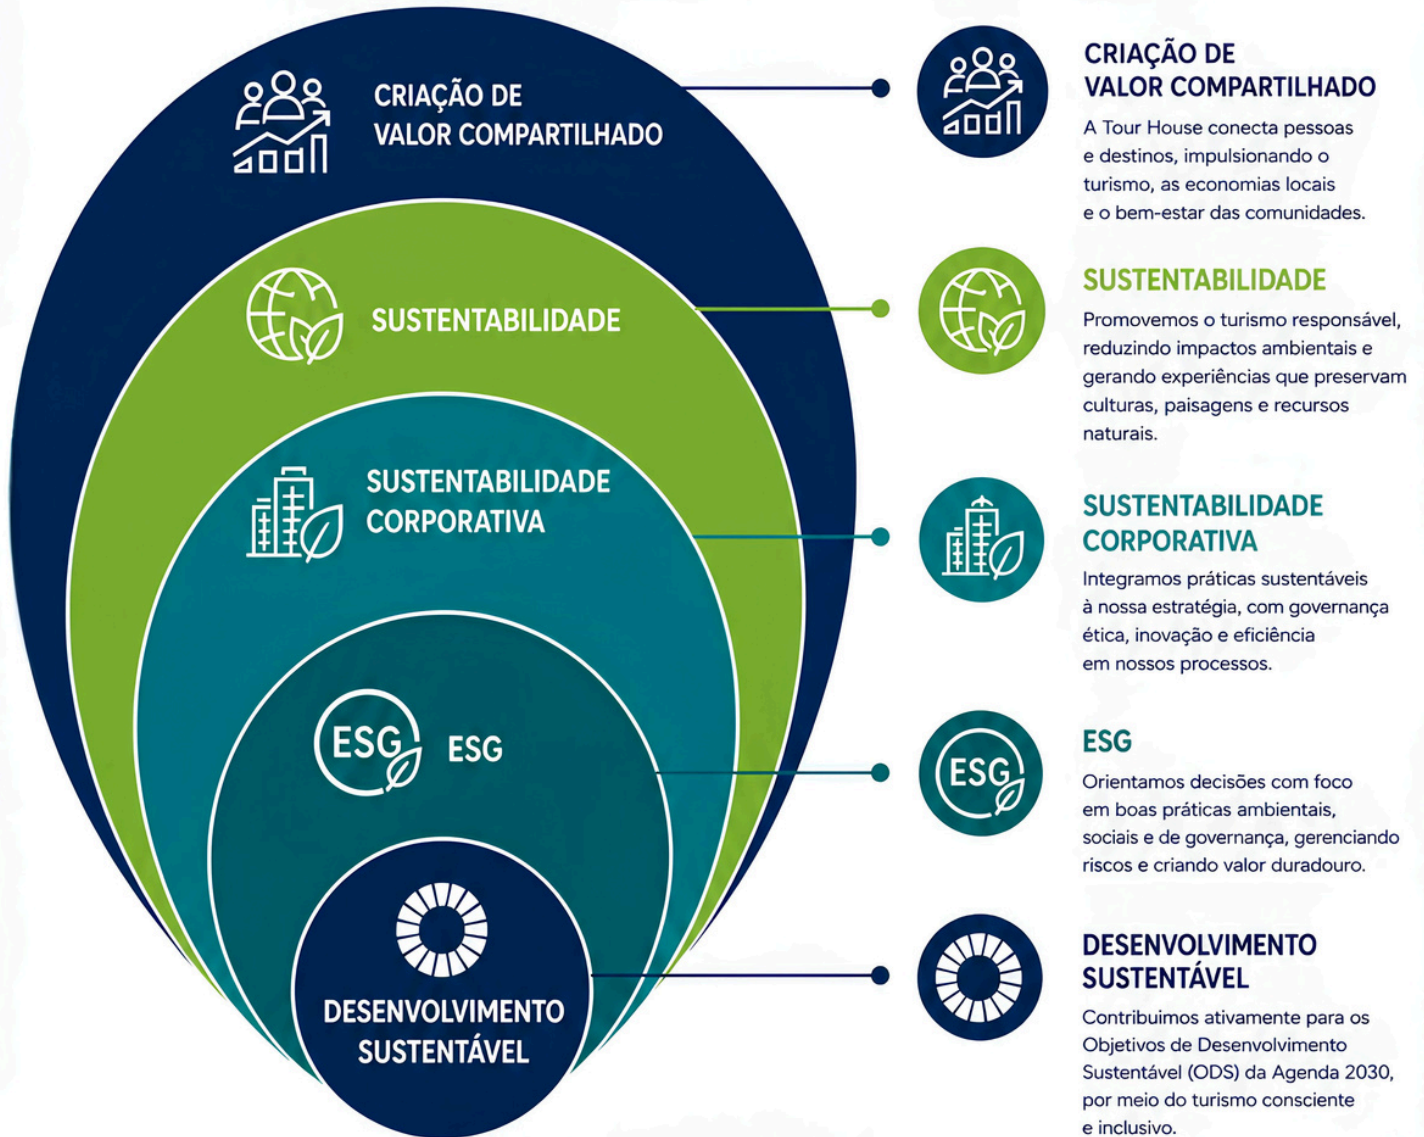 CRIAÇÃO DE
VALOR COMPARTILHADO
SUSTENTABILIDADE
SUSTENTABILIDADE
CORPORATIVA
ESG
ESG
DESENVOLVIMENTO
SUSTENTÁVEL
CRIAÇÃO DE
VALOR COMPARTILHADO
A Tour House conecta pessoas
e destinos, impulsionando o
turismo, as economias locais
e o bem-estar das comunidades.
SUSTENTABILIDADE
Promovemos o turismo responsável,
reduzindo impactos ambientais e
gerando experiências que preservam
culturas, paisagens e recursos
naturais.
SUSTENTABILIDADE
CORPORATIVA
Integramos práticas sustentáveis
à nossa estratégia, com governança
ética, inovação e eficiência
em nossos processos.
ESG
ESG
Orientamos decisões com foco
em boas práticas ambientais,
sociais e de governança, gerenciando
riscos e criando valor duradouro.
DESENVOLVIMENTO
SUSTENTÁVEL
Contribuimos ativamente para os
Objetivos de Desenvolvimento
Sustentável (ODS) da Agenda 2030,
por meio do turismo consciente
e inclusivo.